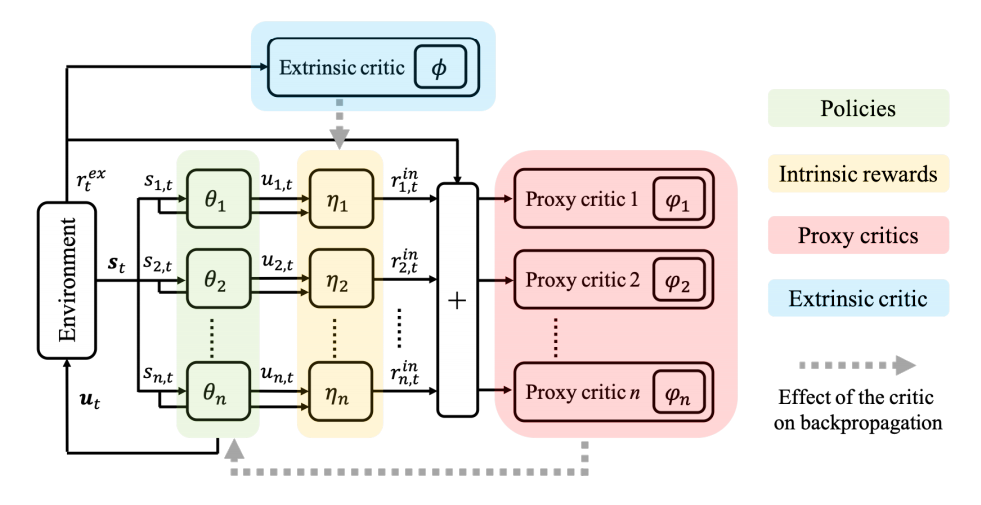 Extrinsic critic ϕ
r_t^{ex}
Environment
s_t
u_t
s_{1,t} θ_1 u_{1,t} η_1 r_{1,t}^{in}
s_{2,t} θ_2 u_{2,t} η_2 r_{2,t}^{in}
s_{n,t} θ_n u_{n,t} η_n r_{n,t}^{in}
+
Proxy critic 1 φ_1
Proxy critic 2 φ_2
Proxy critic n φ_n
Policies
Intrinsic rewards
Proxy critics
Extrinsic critic
Effect of the critic
on backpropagation